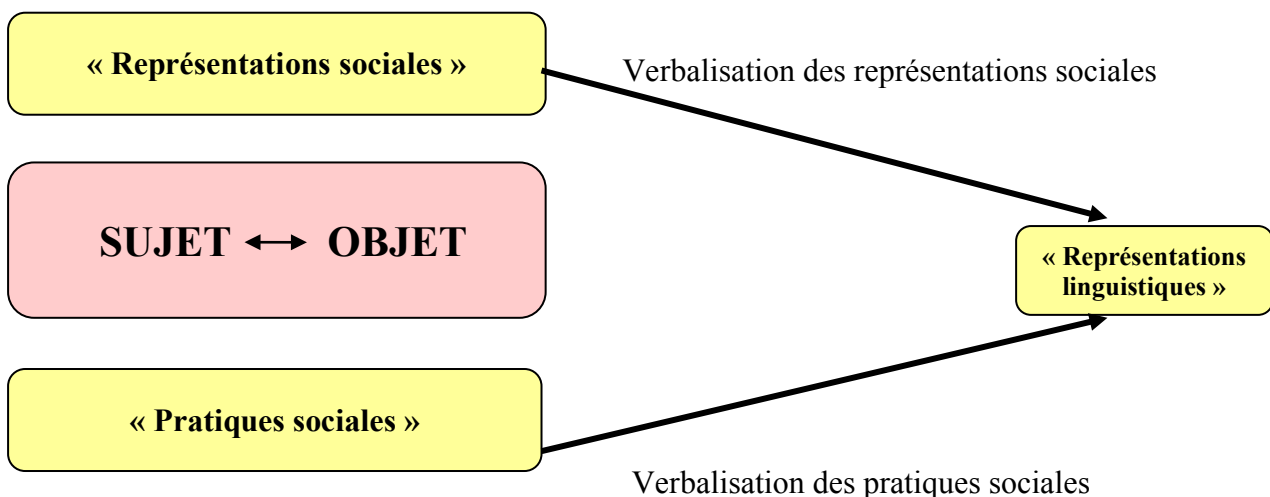 « Représentations sociales »
Verbalisation des représentations sociales
SUJET ↔ OBJET
« Représentations
linguistiques »
« Pratiques sociales »
Verbalisation des pratiques sociales